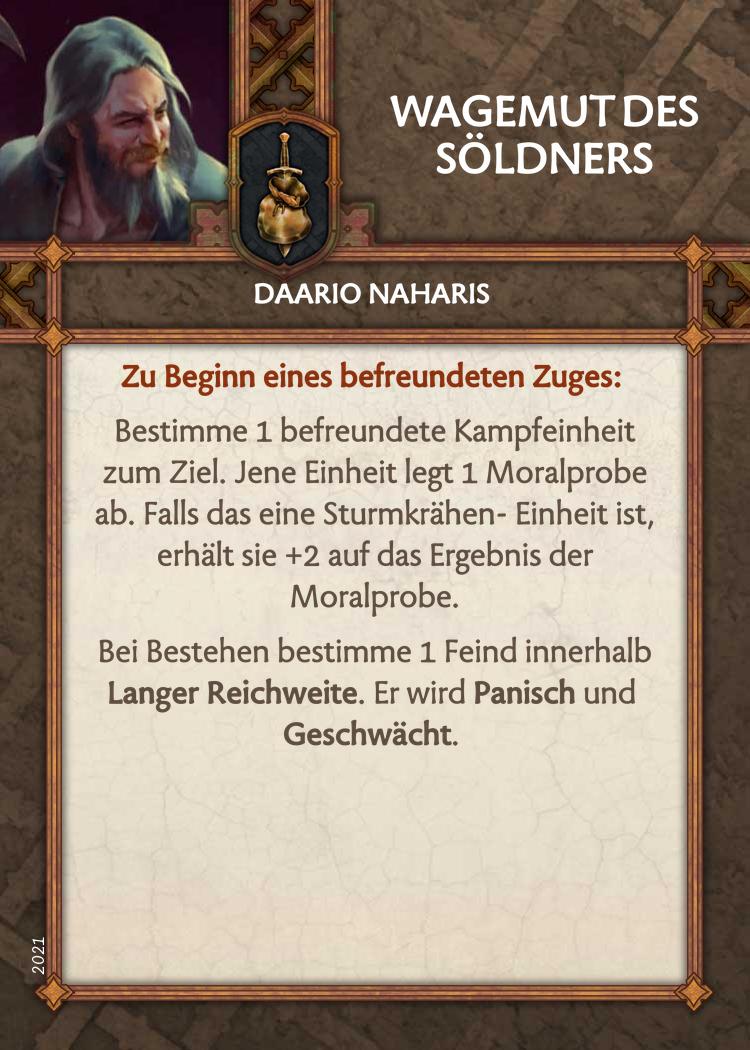 WAGEMUT DES
SÖLDNERS
DAARIO NAHARIS
Zu Beginn eines befreundeten Zuges:
Bestimme 1 befreundete Kampfeinheit
zum Ziel. Jene Einheit legt 1 Moralprobe
ab. Falls das eine Sturmkrähen- Einheit ist,
erhält sie +2 auf das Ergebnis der
Moralprobe.
Bei Bestehen bestimme 1 Feind innerhalb
Langer Reichweite. Er wird Panisch und
Geschwächt.
2021